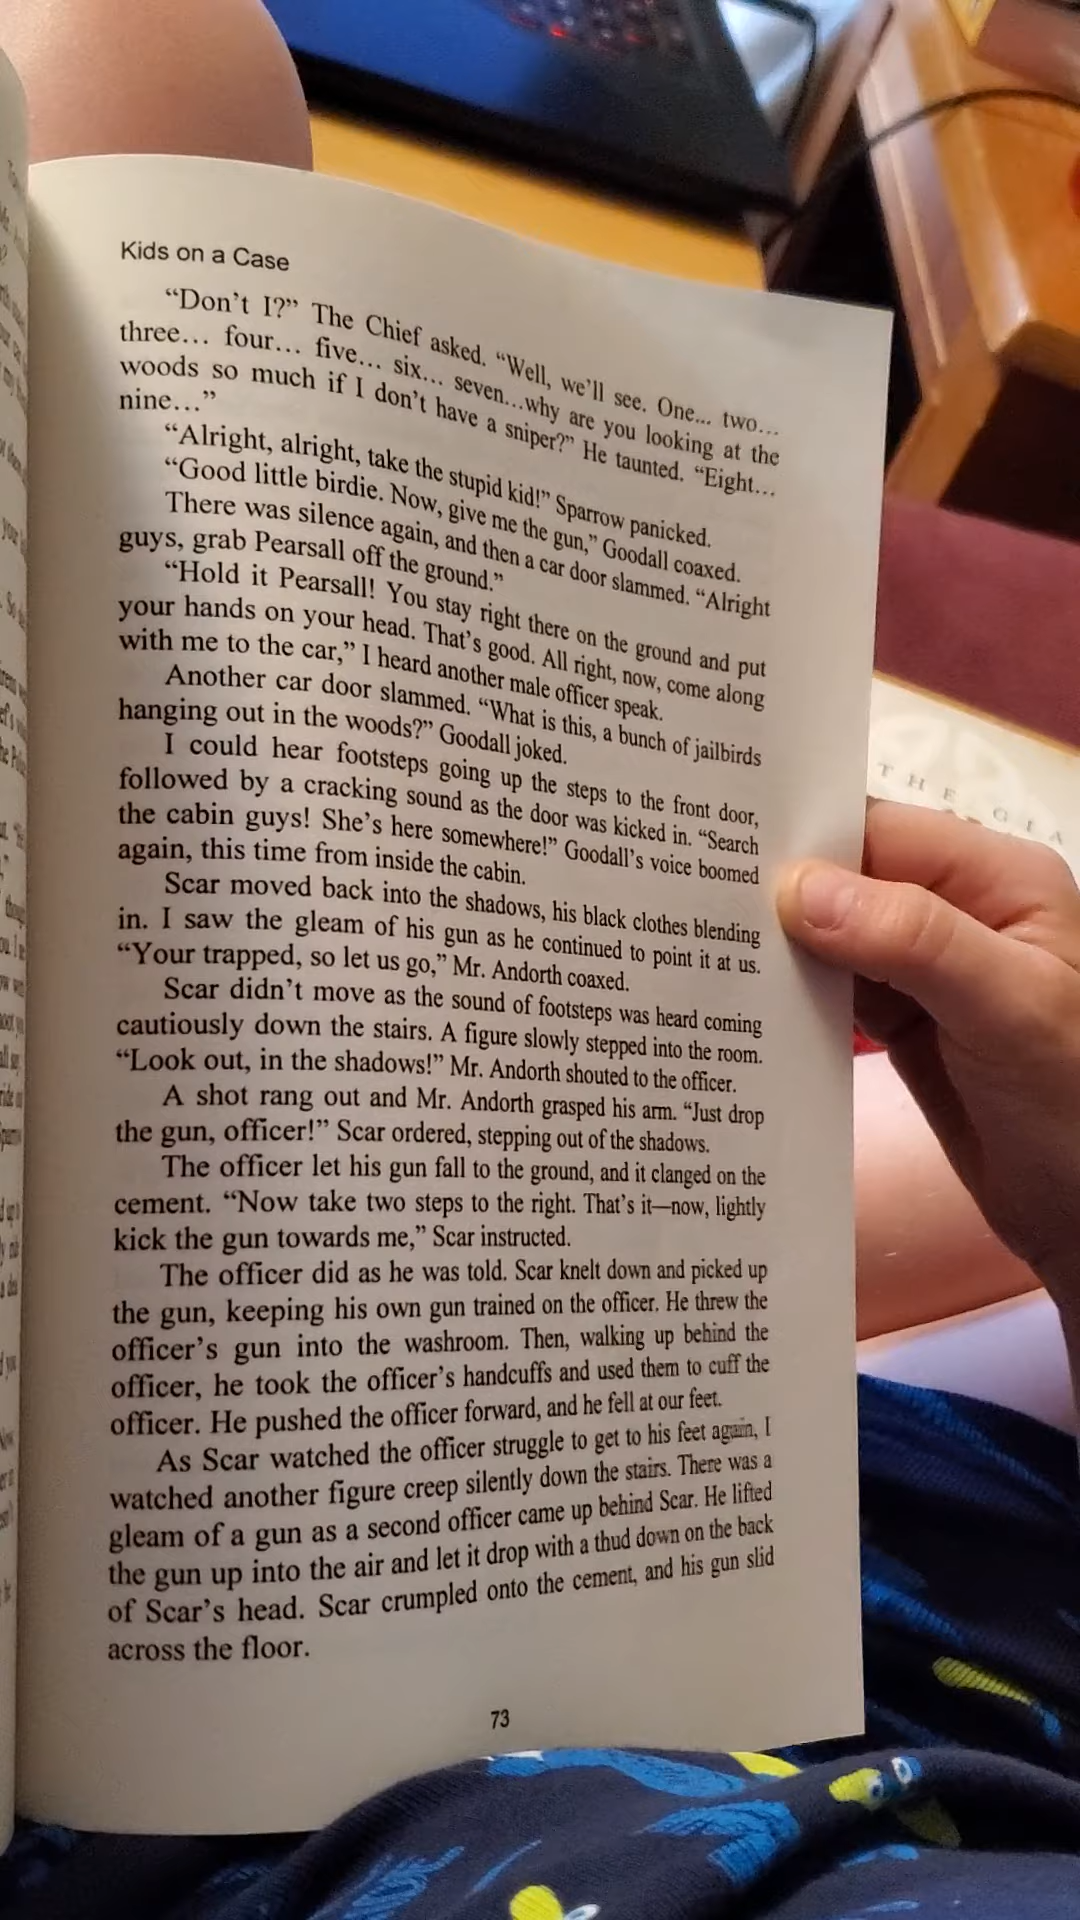 Kids on a Case
“Don’t I?” The Chief asked. “Well, we’ll see. One... two...
three... four... five... six... seven...why are you looking at the
woods so much if I don’t have a sniper?” He taunted. “Eight...
nine...”
“Alright, alright, take the stupid kid!” Sparrow panicked.
“Good little birdie. Now, give me the gun,” Goodall coaxed.
There was silence again, and then a car door slammed. “Alright
guys, grab Pearsall off the ground.”
“Hold it Pearsall! You stay right there on the ground and put
your hands on your head. That’s good. All right, now, come along
with me to the car,” I heard another male officer speak.
Another car door slammed. “What is this, a bunch of jailbirds
hanging out in the woods?” Goodall joked.
I could hear footsteps going up the steps to the front door,
followed by a cracking sound as the door was kicked in. “Search
the cabin guys! She’s here somewhere!” Goodall’s voice boomed
again, this time from inside the cabin.
Scar moved back into the shadows, his black clothes blending
in. I saw the gleam of his gun as he continued to point it at us.
“Your trapped, so let us go,” Mr. Andorth coaxed.
Scar didn’t move as the sound of footsteps was heard coming
cautiously down the stairs. A figure slowly stepped into the room.
“Look out, in the shadows!” Mr. Andorth shouted to the officer.
A shot rang out and Mr. Andorth grasped his arm. “Just drop
the gun, officer!” Scar ordered, stepping out of the shadows.
The officer let his gun fall to the ground, and it clanged on the
cement. “Now take two steps to the right. That’s it—now, lightly
kick the gun towards me,” Scar instructed.
The officer did as he was told. Scar knelt down and picked up
the gun, keeping his own gun trained on the officer. He threw the
officer’s gun into the washroom. Then, walking up behind the
officer, he took the officer’s handcuffs and used them to cuff the
officer. He pushed the officer forward, and he fell at our feet.
As Scar watched the officer struggle to get to his feet again, I
watched another figure creep silently down the stairs. There was a
gleam of a gun as a second officer came up behind Scar. He lifted
the gun up into the air and let it drop with a thud down on the back
of Scar’s head. Scar crumpled onto the cement, and his gun slid
across the floor.
73
THE GIA